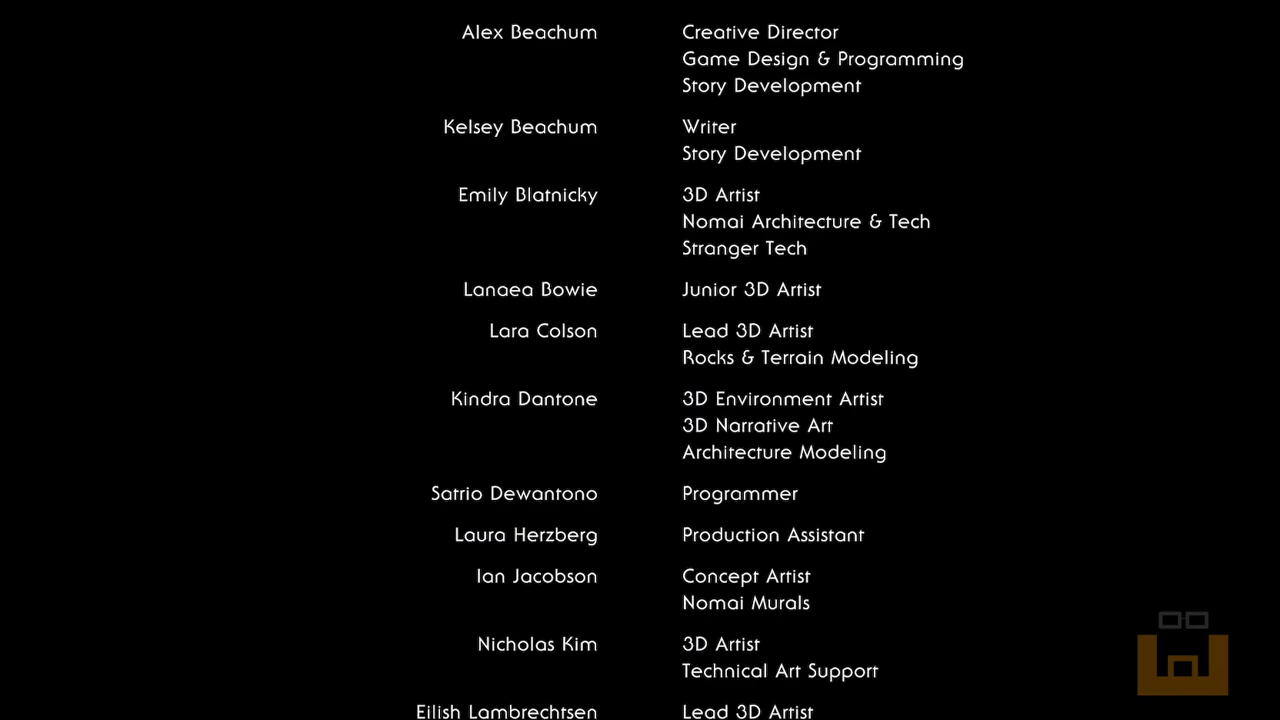 Alex Beachum Creative Director
Game Design & Programming
Story Development
Kelsey Beachum Writer
Story Development
Emily Blatnicky 3D Artist
Nomai Architecture & Tech
Stranger Tech
Lanaea Bowie Junior 3D Artist
Lara Colson Lead 3D Artist
Rocks & Terrain Modeling
Kindra Dantone 3D Environment Artist
3D Narrative Art
Architecture Modeling
Satrio Dewantono Programmer
Laura Herzberg Production Assistant
Ian Jacobson Concept Artist
Nomai Murals
Nicholas Kim 3D Artist
Technical Art Support
Eilish Lambrechtsen Lead 3D Artist